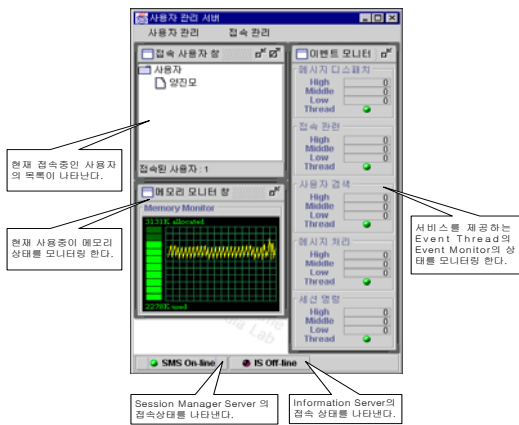 사용자 관리 서버
사용자 관리 접속 관리
접속 사용자 창
사용자
양진모
접속된 사용자 : 1
메모리 모니터 창
Memory Monitor
3131K allocated
2278K used
이벤트 모니터
메시지 디스패치
High 0
Middle 0
Low 0
Thread
접속 관련
High 0
Middle 0
Low 0
Thread
사용자 검색
High 0
Middle 0
Low 0
Thread
메시지 처리
High 0
Middle 0
Low 0
Thread
세션 명령
High 0
Middle 0
Low 0
Thread
SMS On-line
IS Off-line
현재 접속중인 사용자
의 목록이 나타난다.
현재 사용중이 메모리
상태를 모니터링 한다.
서비스를 제공하는
Event Thread의
Event Monitor의 상
태를 모니터링 한다.
Session Manager Server 의
접속상태를 나타낸다.
Information Server의
접속 상태를 나타낸다.